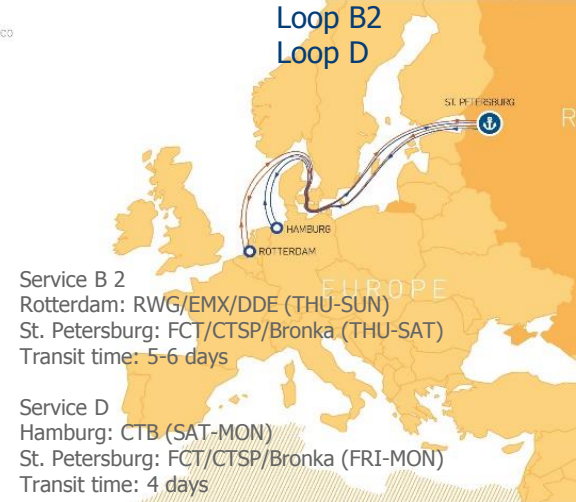 CO
Loop B2
Loop D
ST. PETERSBURG
R
HAMBURG
ROTTERDAM
EUROPE
Service B 2
Rotterdam: RWG/EMX/DDE (THU-SUN)
St. Petersburg: FCT/CTSP/Bronka (THU-SAT)
Transit time: 5-6 days
Service D
Hamburg: CTB (SAT-MON)
St. Petersburg: FCT/CTSP/Bronka (FRI-MON)
Transit time: 4 days